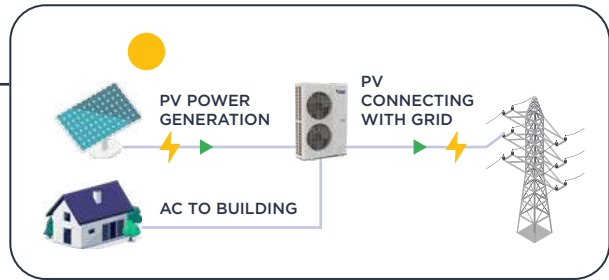 PV POWER
GENERATION
PV
CONNECTING
WITH GRID
AC TO BUILDING